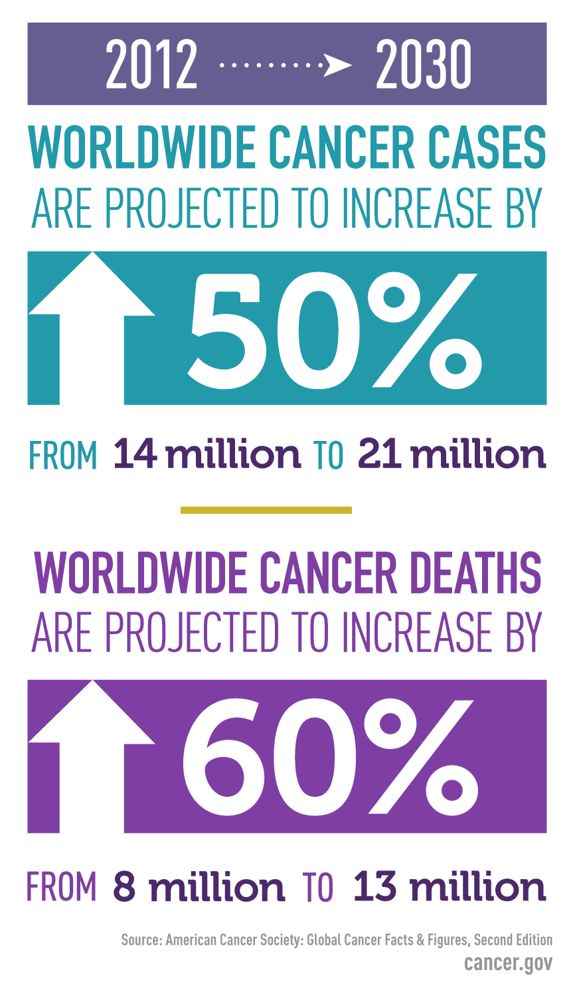 2012 2030
WORLDWIDE CANCER CASES
ARE PROJECTED TO INCREASE BY
50%
FROM 14 million TO 21 million
WORLDWIDE CANCER DEATHS
ARE PROJECTED TO INCREASE BY
60%
FROM 8 million TO 13 million
Source: American Cancer Society: Global Cancer Facts & Figures, Second Edition
cancer.gov